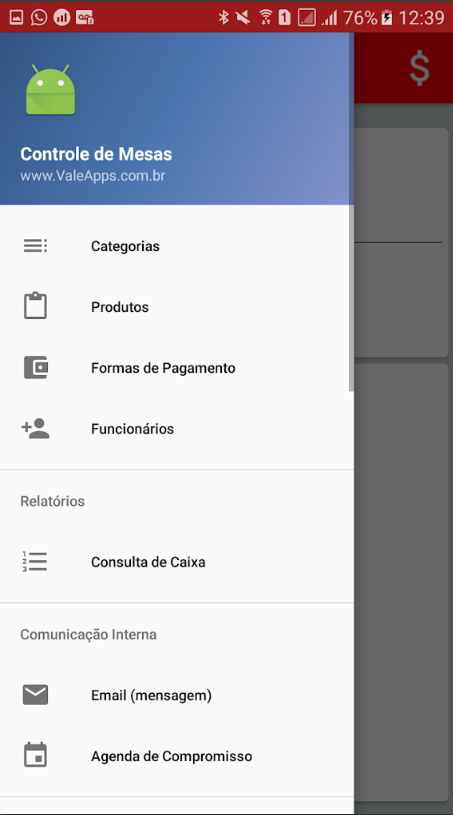 76% 12:39
$
Controle de Mesas
www.ValeApps.com.br
Categorias
Produtos
Formas de Pagamento
Funcionários
Relatórios
Consulta de Caixa
Comunicação Interna
Email (mensagem)
Agenda de Compromisso